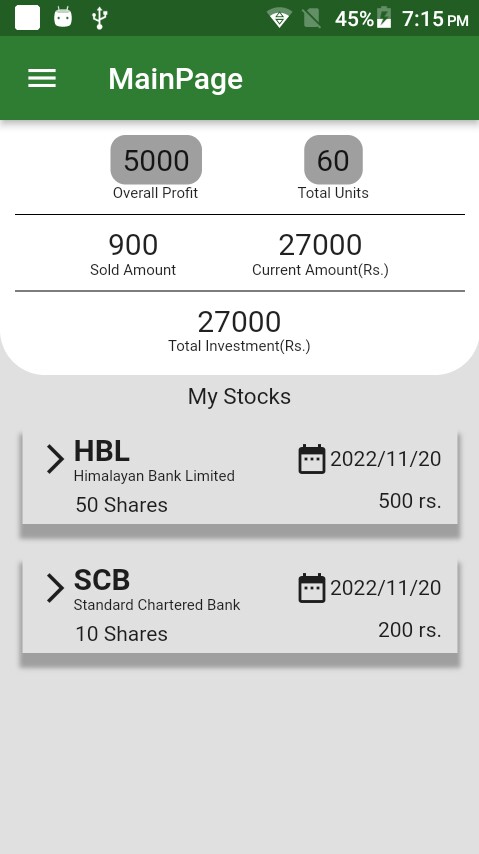 45% 7:15 PM
MainPage
5000 60
Overall Profit Total Units
900 27000
Sold Amount Current Amount(Rs.)
27000
Total Investment(Rs.)
My Stocks
HBL 2022/11/20
Himalayan Bank Limited
50 Shares 500 rs.
SCB 2022/11/20
Standard Chartered Bank
10 Shares 200 rs.